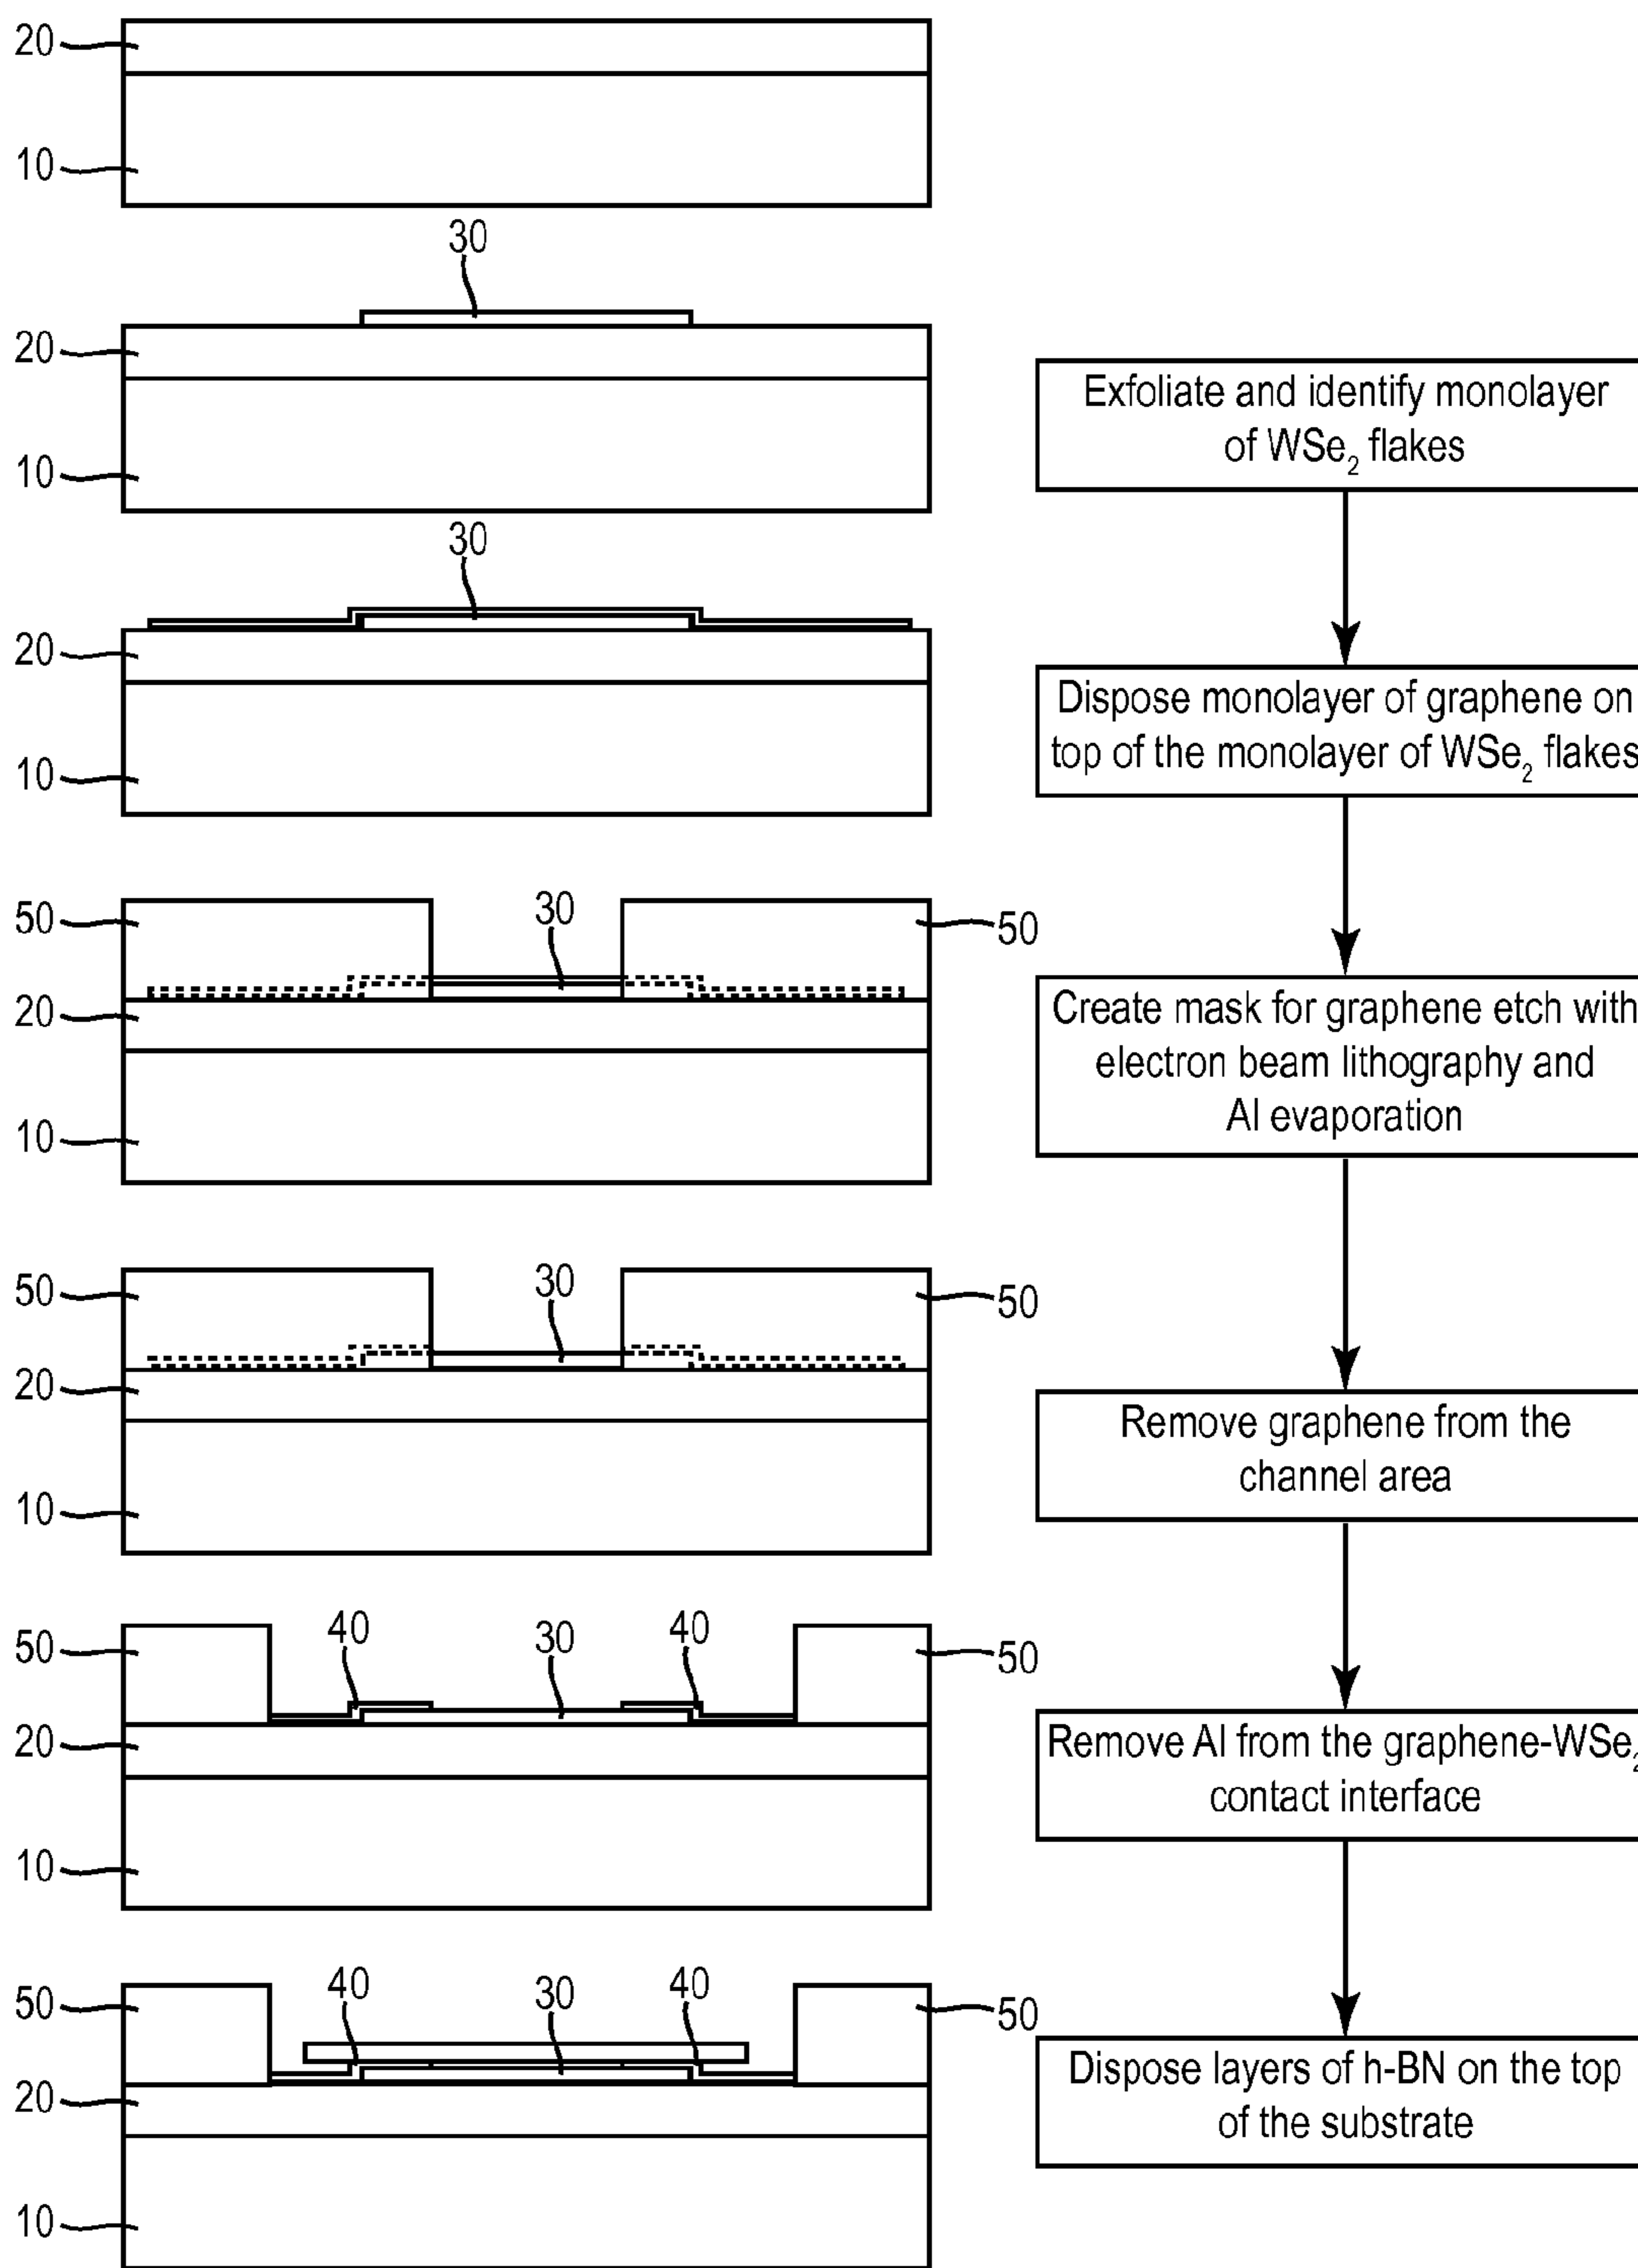 20
10
30
20
10
Exfoliate and identify monolayer
of WSe₂ flakes
30
20
10
Dispose monolayer of graphene on
top of the monolayer of WSe₂ flakes
50
30
50
20
10
Create mask for graphene etch with
electron beam lithography and
Al evaporation
50
30
50
20
10
Remove graphene from the
channel area
50
40
30
40
50
20
10
Remove Al from the graphene-WSe₂
contact interface
50
40
30
40
50
20
10
Dispose layers of h-BN on the top
of the substrate